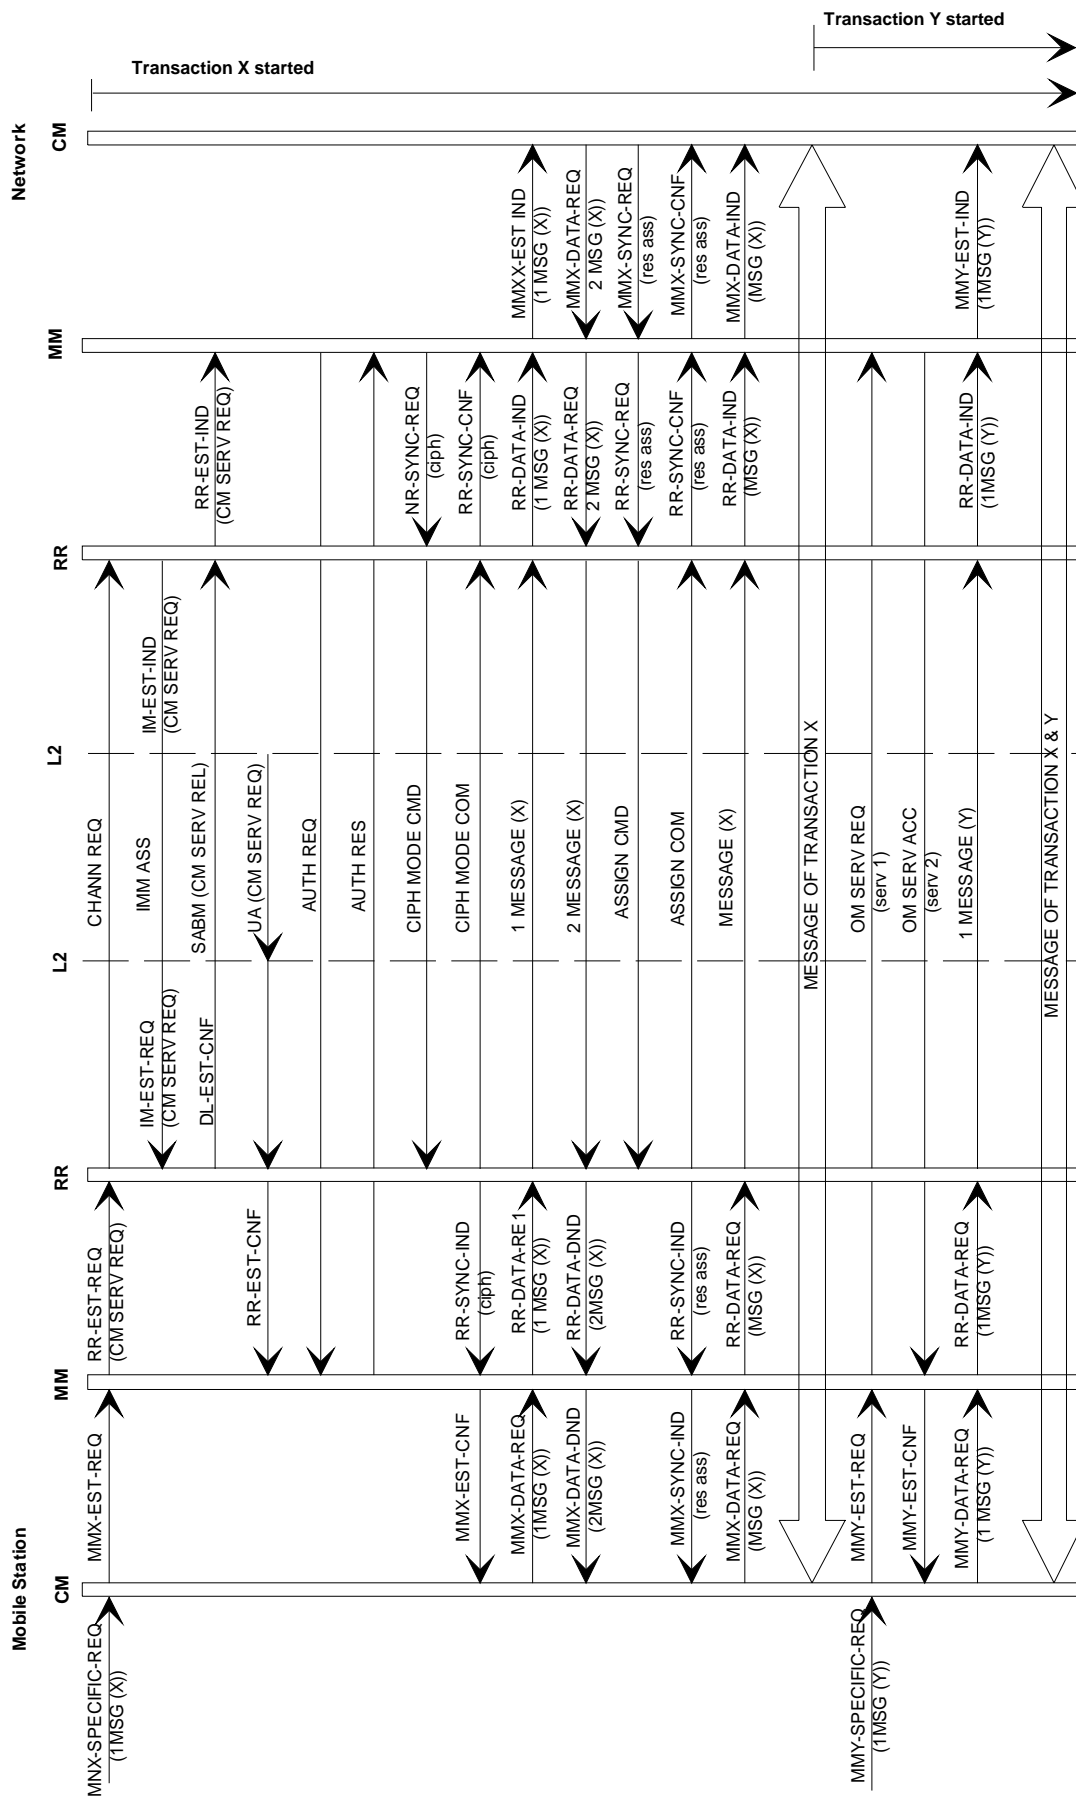 Transaction Y started
Transaction X started
Mobile Station
Network
CM
MM
RR
L2
L2
RR
MM
CM
MNX-SPECIFIC-REQ
(1MSG (X))
MMX-EST-REQ
RR-EST-REQ
(CM SERV REQ)
CHANN REQ
IM-EST-REQ
(CM SERV REQ)
IMM ASS
IM-EST-IND
(CM SERV REQ)
DL-EST-CNF
SABM (CM SERV REL)
RR-EST-IND
(CM SERV REQ)
RR-EST-CNF
UA (CM SERV REQ)
AUTH REQ
AUTH RES
CIPH MODE CMD
NR-SYNC-REQ
(ciph)
MMX-EST-CNF
RR-SYNC-IND
(ciph)
CIPH MODE COM
RR-SYNC-CNF
(ciph)
MMX-DATA-REQ
(1MSG (X))
RR-DATA-RE1
(1 MSG (X))
1 MESSAGE (X)
RR-DATA-IND
(1 MSG (X))
MMXX-EST IND
(1 MSG (X))
MMX-DATA-DND
(2MSG (X))
RR-DATA-DND
(2MSG (X))
2 MESSAGE (X)
RR-DATA-REQ
2 MSG (X))
MMX-DATA-REQ
2 MSG (X))
ASSIGN CMD
RR-SYNC-REQ
(res ass)
MMX-SYNC-REQ
(res ass)
MMX-SYNC-IND
(res ass)
RR-SYNC-IND
(res ass)
ASSIGN COM
RR-SYNC-CNF
(res ass)
MMX-SYNC-CNF
(res ass)
MMX-DATA-REQ
(MSG (X))
RR-DATA-REQ
(MSG (X))
MESSAGE (X)
RR-DATA-IND
(MSG (X))
MMX-DATA-IND
(MSG (X))
MESSAGE OF TRANSACTION X
MMY-SPECIFIC-REQ
(1MSG (Y))
MMY-EST-REQ
OM SERV REQ
(serv 1)
MMY-EST-CNF
OM SERV ACC
(serv 2)
MMY-DATA-REQ
(1 MSG (Y))
RR-DATA-REQ
(1MSG (Y))
1 MESSAGE (Y)
RR-DATA-IND
(1MSG (Y))
MMY-EST-IND
(1MSG (Y))
MESSAGE OF TRANSACTION X & Y